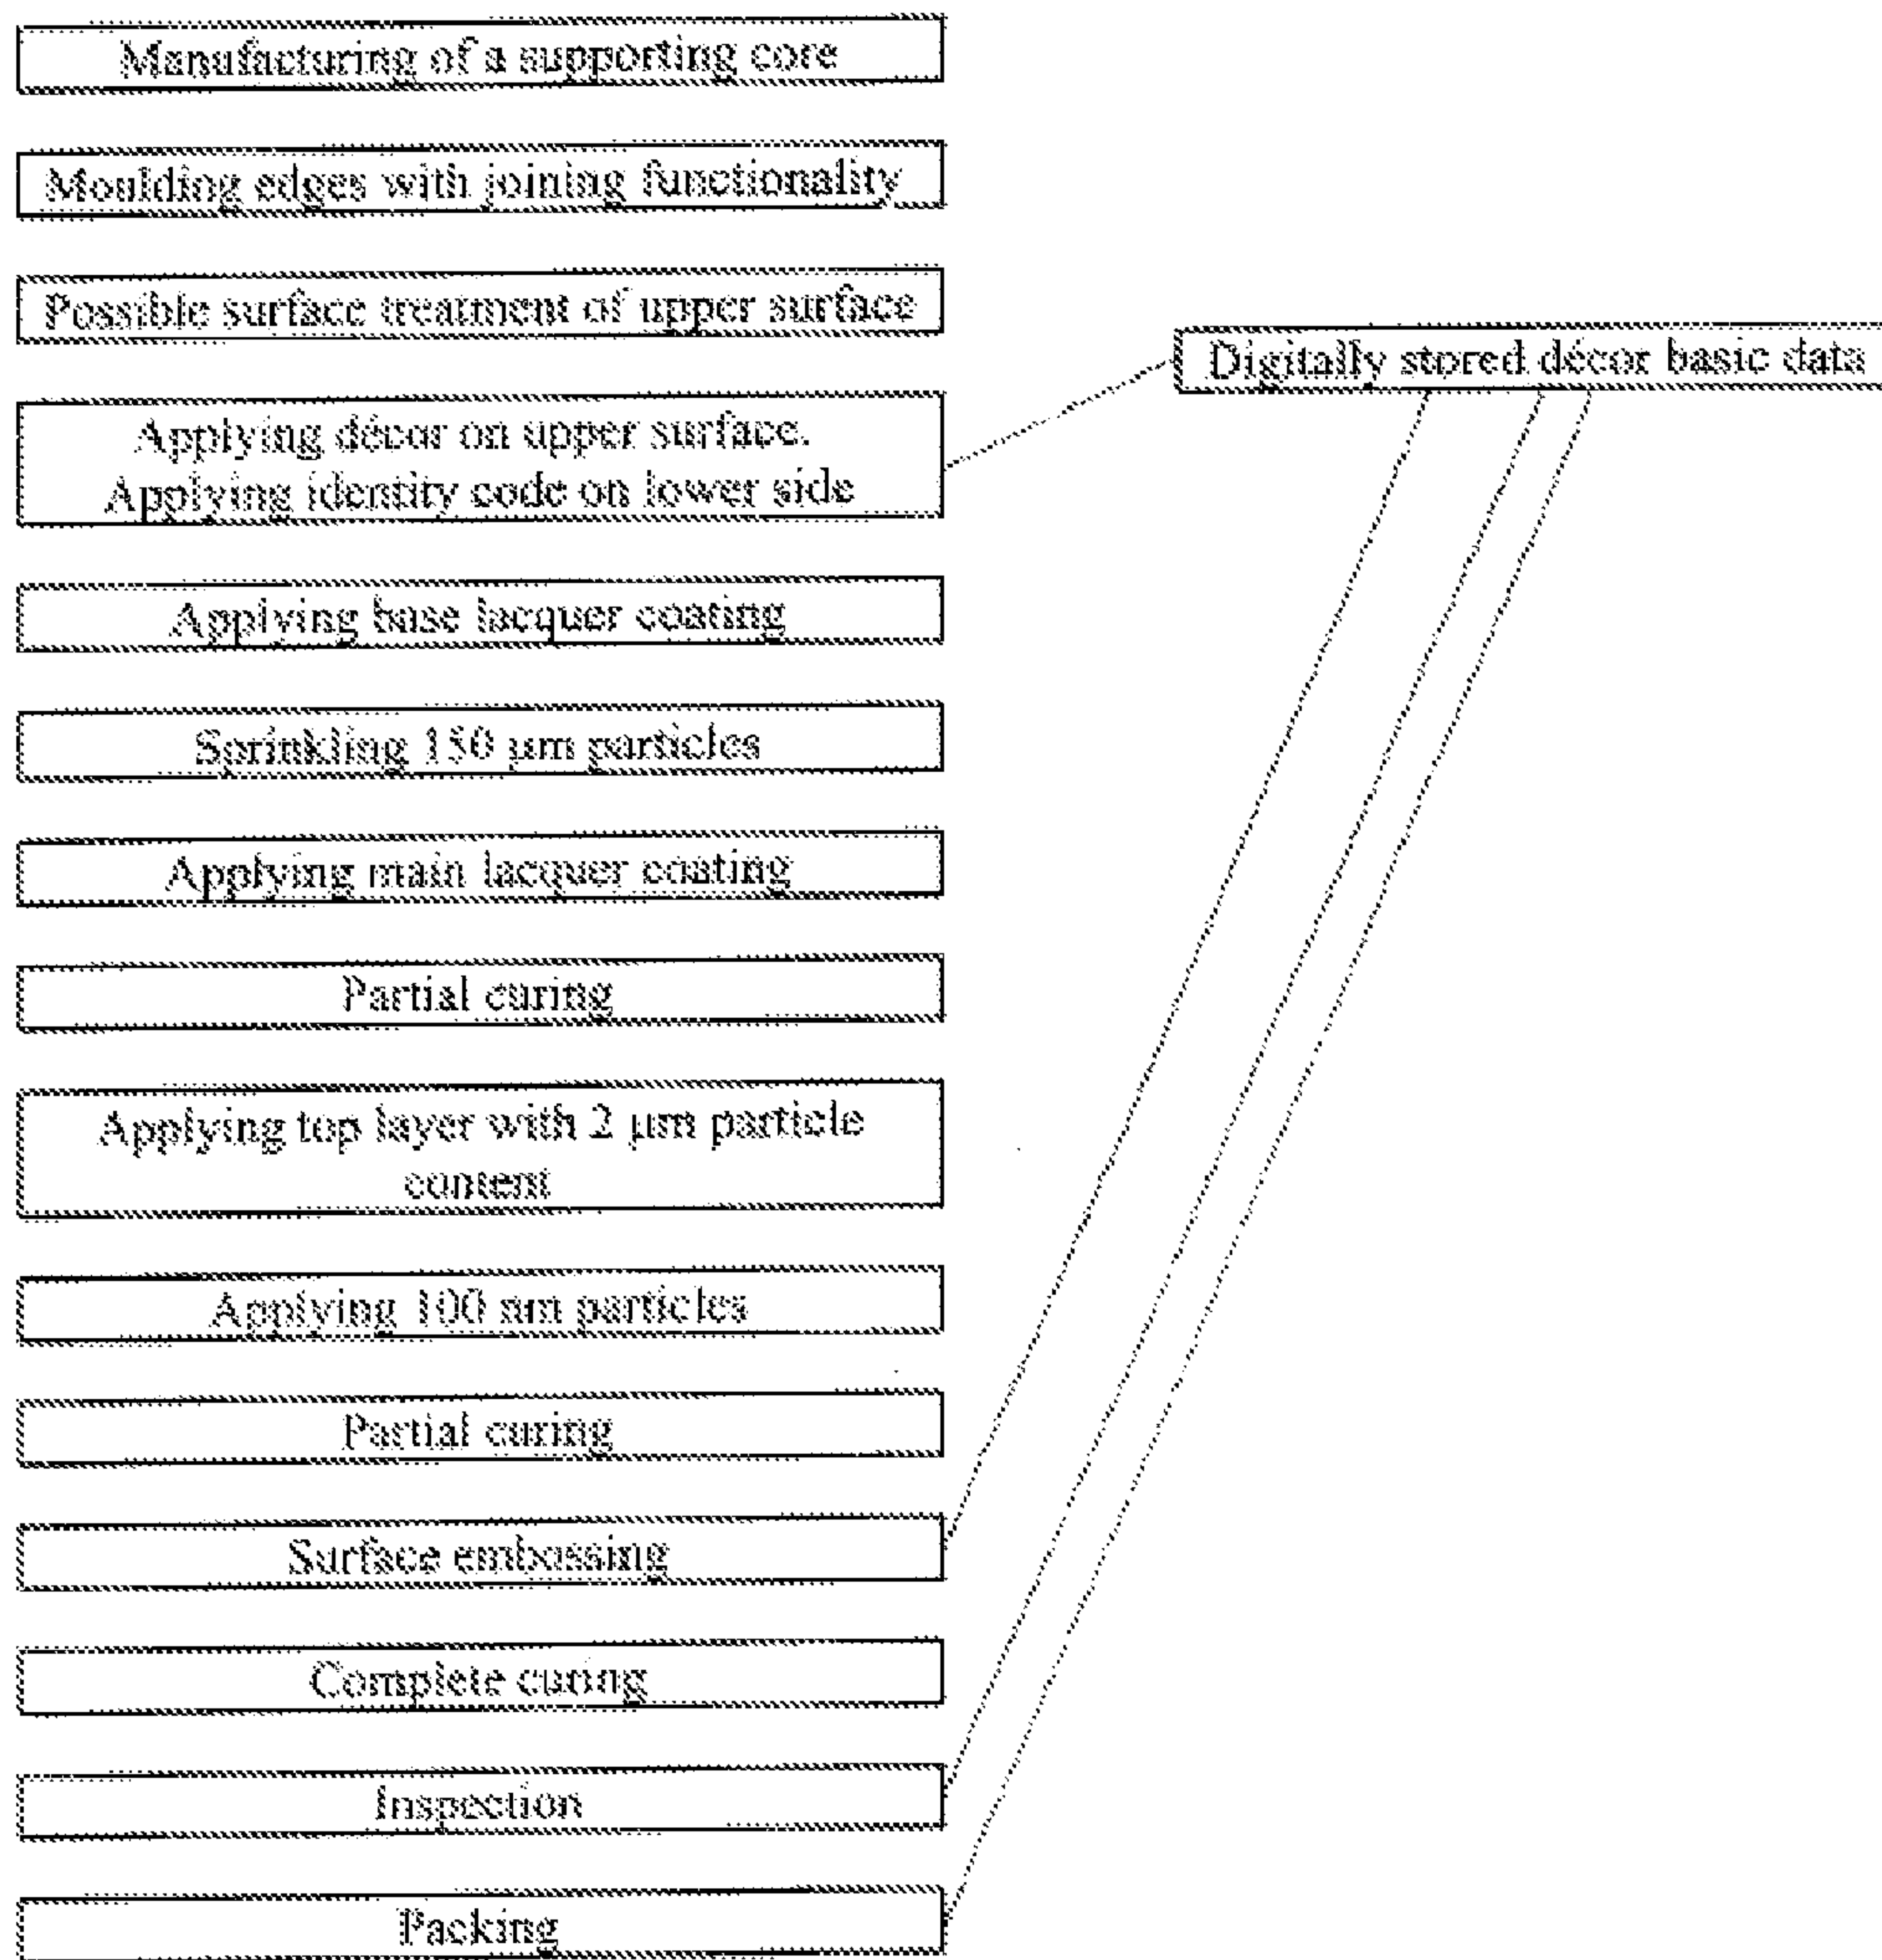 Manufacturing of a supporting core
Moulding edges with joining functionality
Possible surface treatment of upper surface
Digitally stored décor basic data
Applying décor on upper surface.
Applying identity code on lower side
Applying base lacquer coating
Sprinkling 150 µm particles
Applying main lacquer coating
Partial curing
Applying top layer with 2 µm particle
content
Applying 100 nm particles
Partial curing
Surface embossing
Complete curing
Inspection
Packing